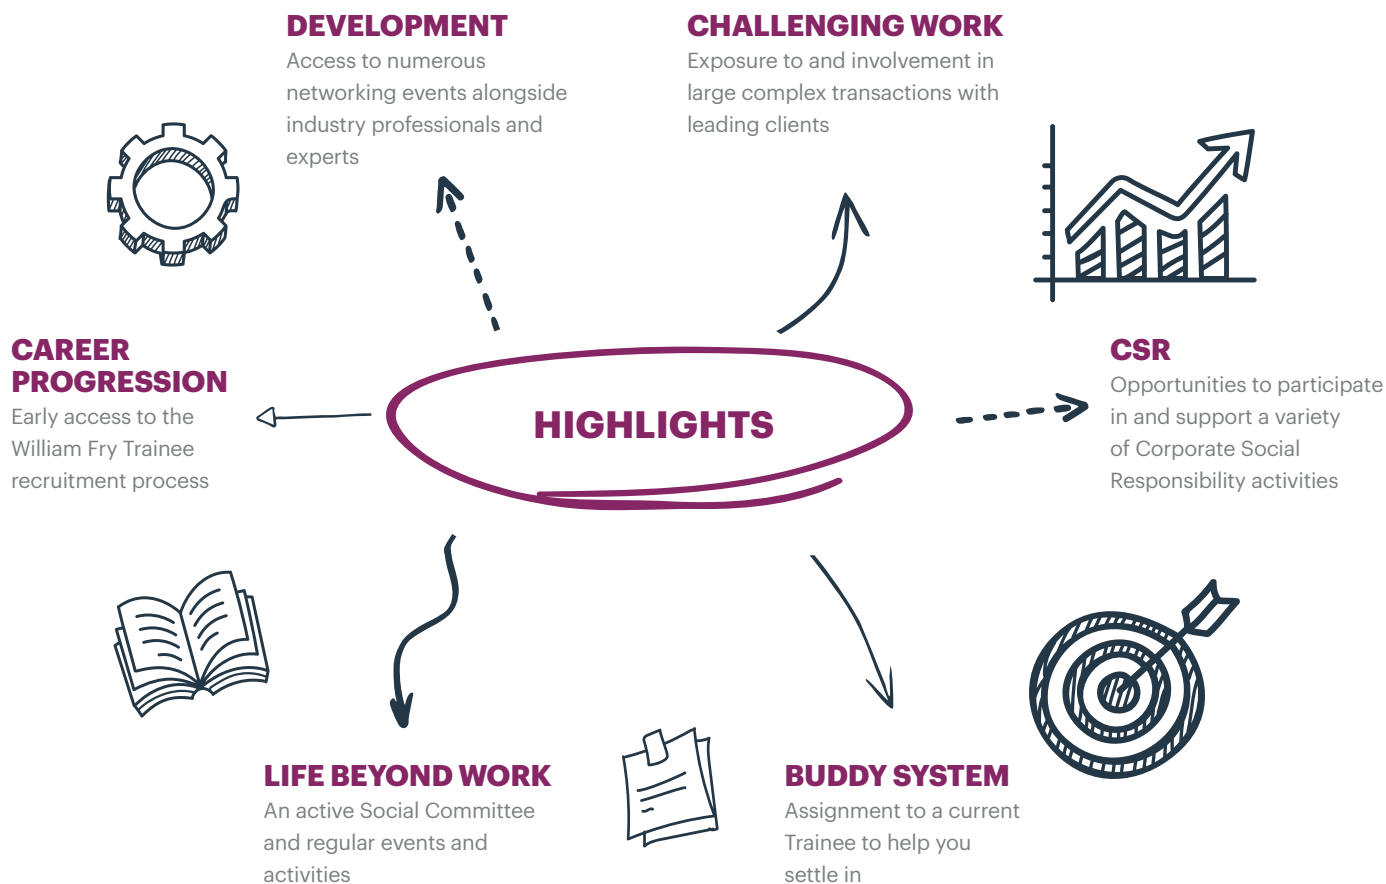 DEVELOPMENT
Access to numerous
networking events alongside
industry professionals and
experts
CHALLENGING WORK
Exposure to and involvement in
large complex transactions with
leading clients
CAREER
PROGRESSION
Early access to the
William Fry Trainee
recruitment process
HIGHLIGHTS
CSR
Opportunities to participate
in and support a variety
of Corporate Social
Responsibility activities
LIFE BEYOND WORK
An active Social Committee
and regular events and
activities
BUDDY SYSTEM
Assignment to a current
Trainee to help you
settle in